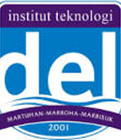 institut teknologi
del
MARTUHAN-MARROHA-MARBISUK
2001